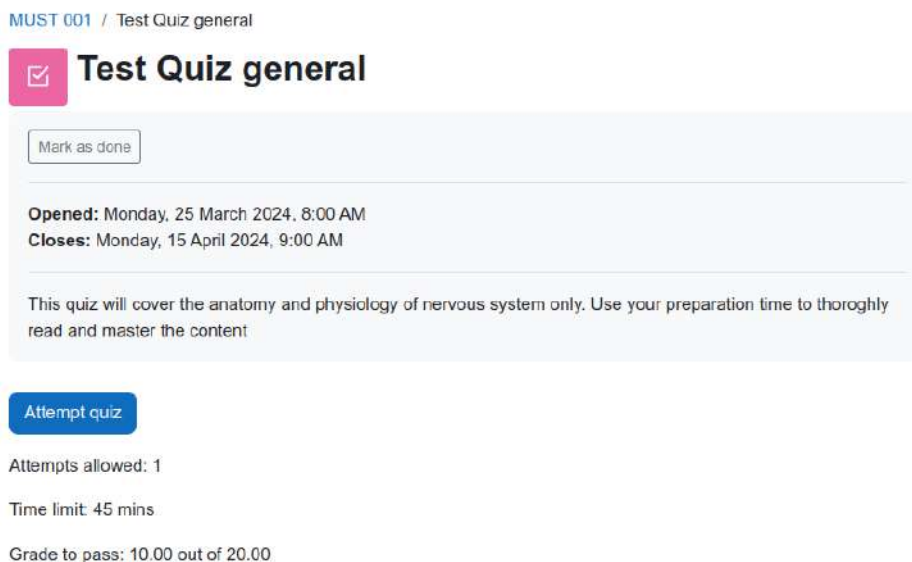 MUST 001 / Test Quiz general
Test Quiz general
Mark as done
Opened: Monday, 25 March 2024, 8:00 AM
Closes: Monday, 15 April 2024, 9:00 AM
This quiz will cover the anatomy and physiology of nervous system only. Use your preparation time to thoroghly
read and master the content
Attempt quiz
Attempts allowed: 1
Time limit: 45 mins
Grade to pass: 10.00 out of 20.00